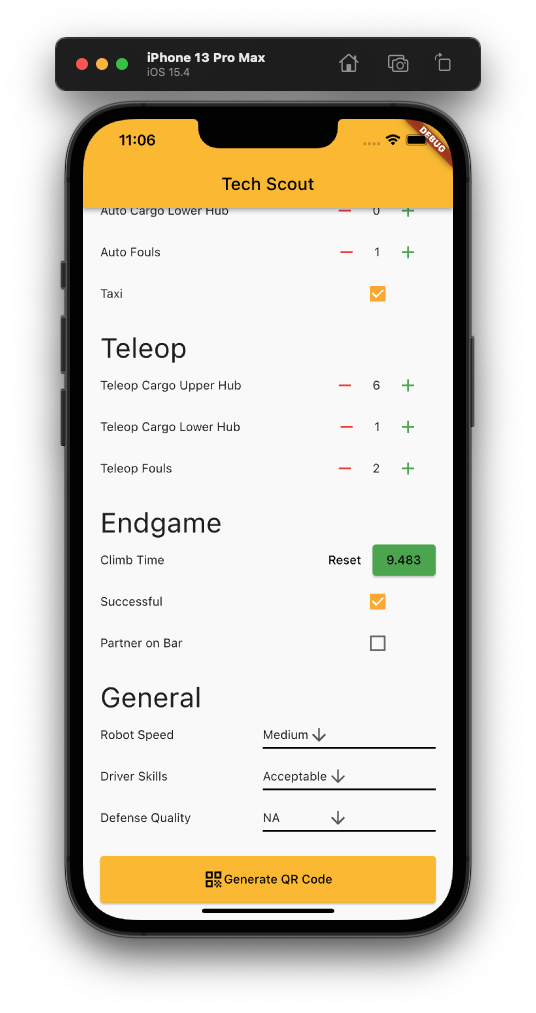 iPhone 13 Pro Max
iOS 15.4
11:06
DEBUG
Tech Scout
Auto Cargo Lower Hub − 0 +
Auto Fouls − 1 +
Taxi
Teleop
Teleop Cargo Upper Hub − 6 +
Teleop Cargo Lower Hub − 1 +
Teleop Fouls − 2 +
Endgame
Climb Time Reset 9.483
Successful
Partner on Bar
General
Robot Speed Medium
Driver Skills Acceptable
Defense Quality NA
Generate QR Code